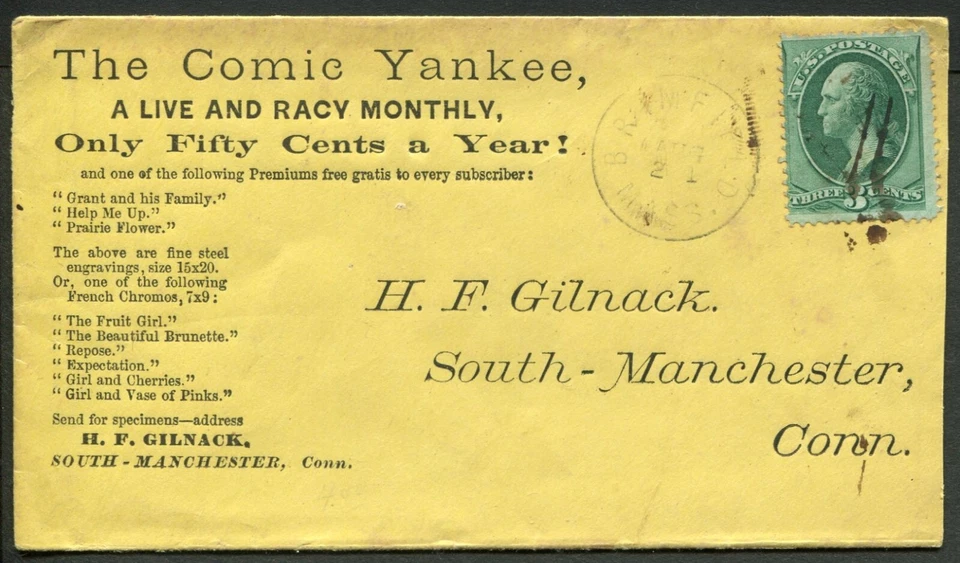 The Comic Yankee,
A LIVE AND RACY MONTHLY,
Only Fifty Cents a Year!
and one of the following Premiums free gratis to every subscriber:
"Grant and his Family."
"Help Me Up."
"Prairie Flower."
The above are fine steel
engravings, size 15x20.
Or, one of the following
French Chromos, 7x9:
"The Fruit Girl."
"The Beautiful Brunette."
"Repose."
"Expectation."
"Girl and Cherries."
"Girl and Vase of Pinks."
Send for specimens—address
H. F. GILNACK,
SOUTH-MANCHESTER, Conn.
U.S. POSTAGE
THREE 3 CENTS
MASS.
H. F. Gilnack.
South-Manchester,
Conn.